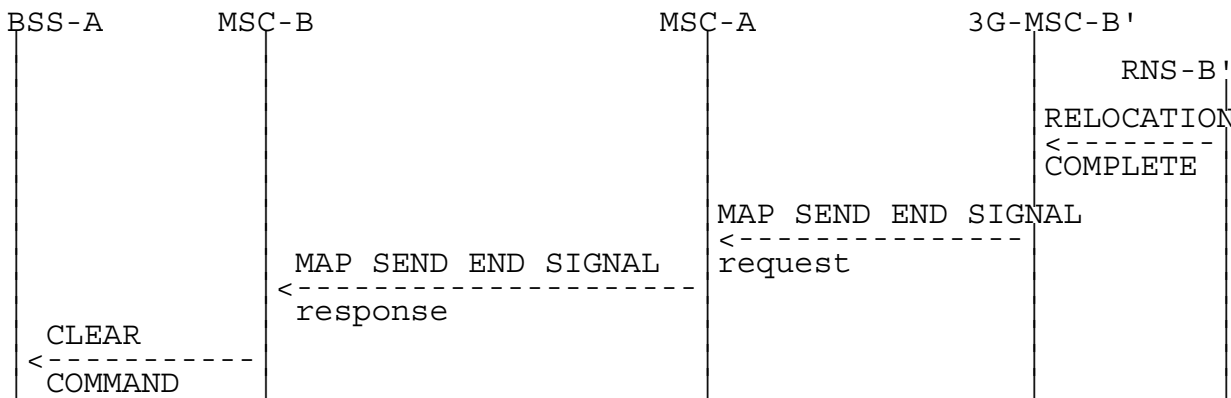 BSS-A MSC-B MSC-A 3G-MSC-B'
RNS-B'
RELOCATION
COMPLETE
MAP SEND END SIGNAL
request
MAP SEND END SIGNAL
response
CLEAR
COMMAND